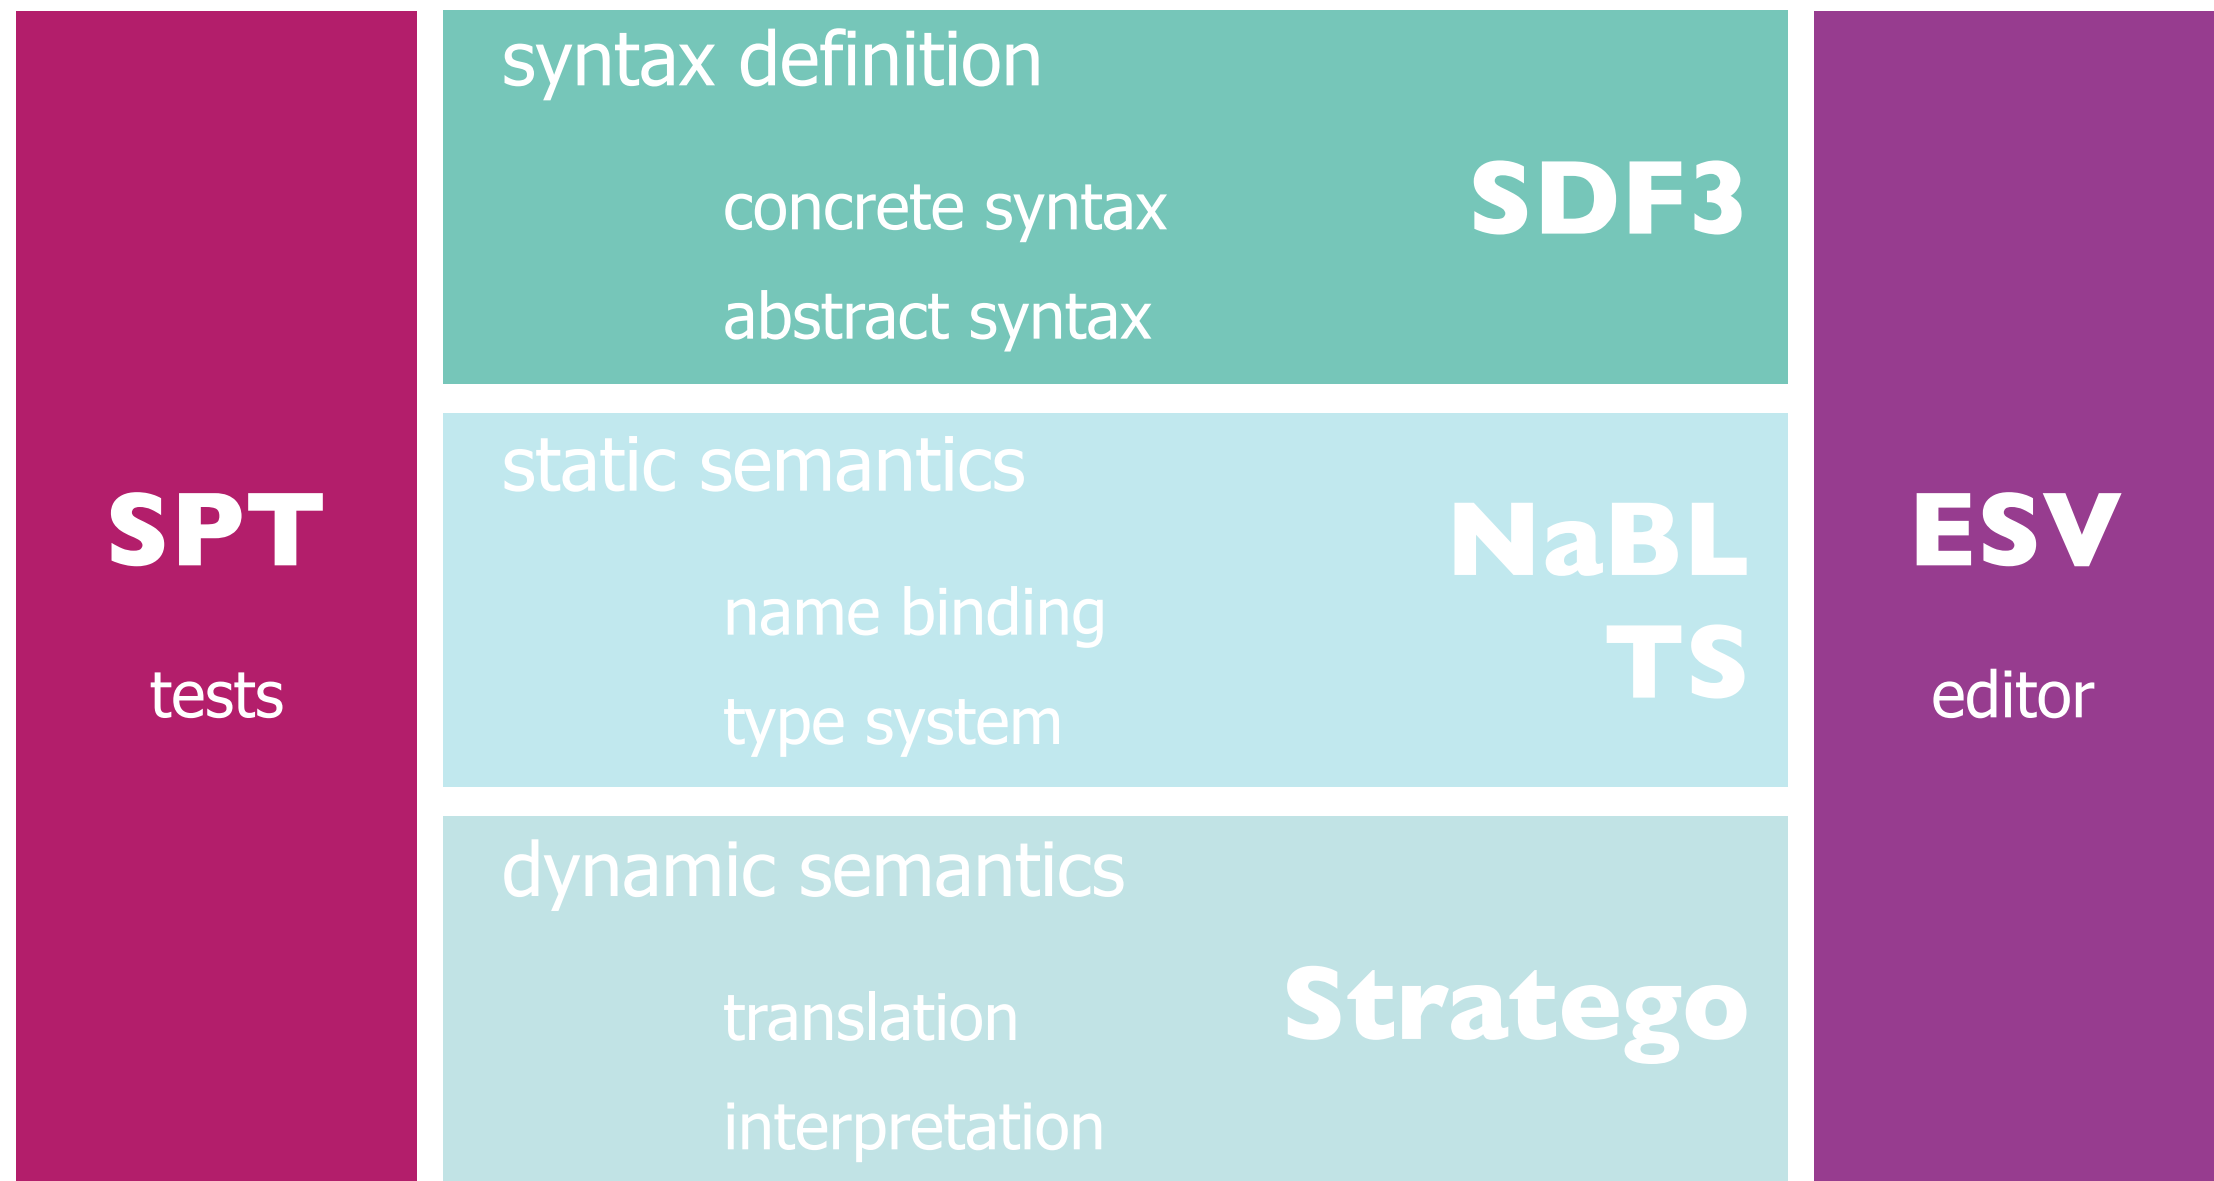 SPT
tests
syntax definition
concrete syntax
abstract syntax
SDF3
static semantics
name binding
type system
NaBL
TS
dynamic semantics
translation
interpretation
Stratego
ESV
editor